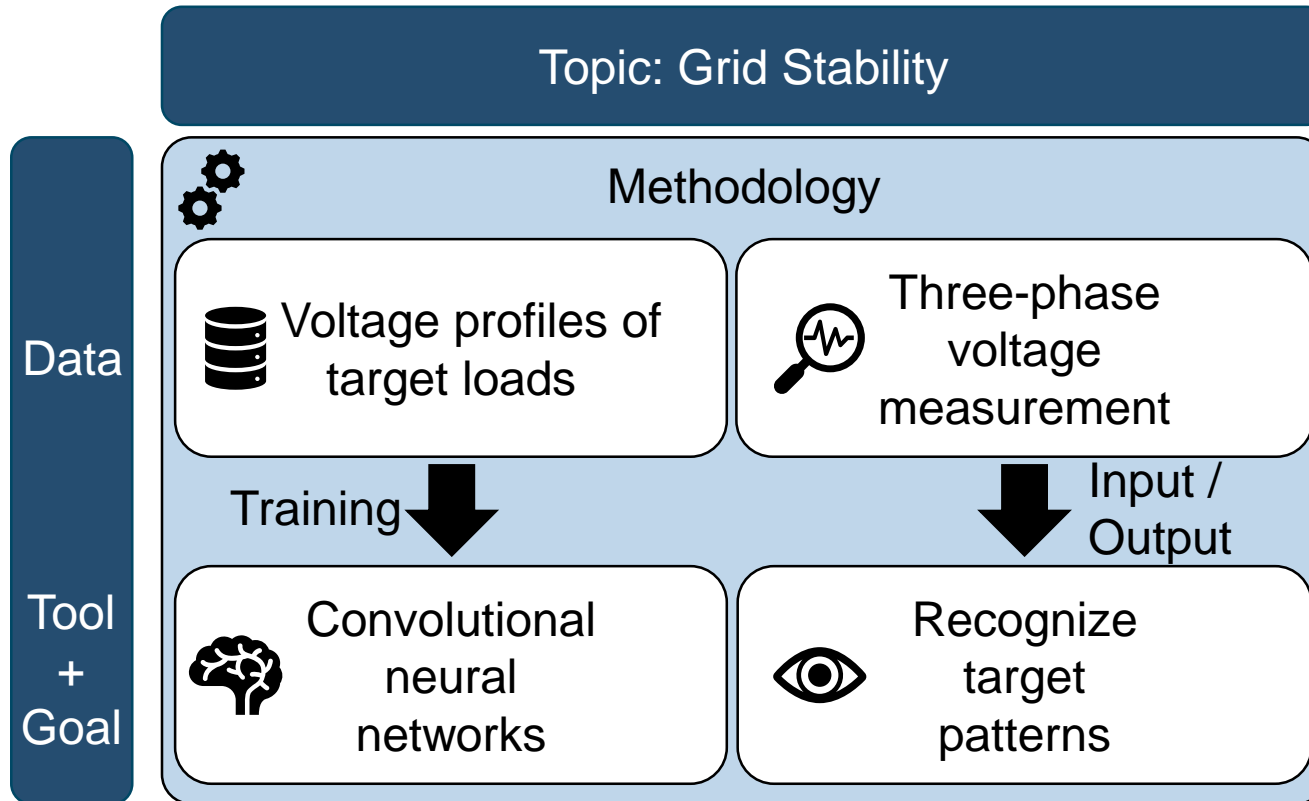 Topic: Grid Stability
Methodology
Data
Voltage profiles of
target loads
Three-phase
voltage
measurement
Training
Input /
Output
Tool
+
Goal
Convolutional
neural
networks
Recognize
target
patterns